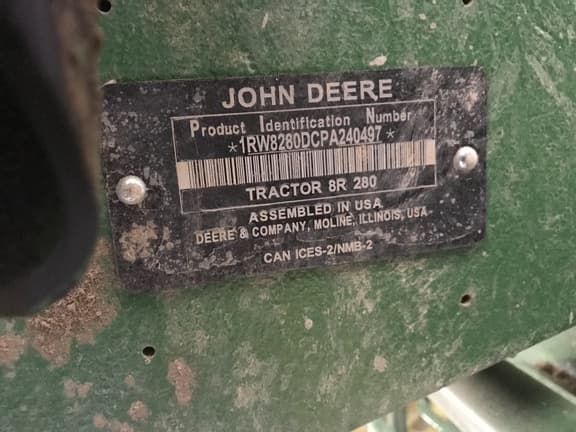 JOHN DEERE
Product Identification Number
*1RW8280DCPA240497*
TRACTOR 8R 280
ASSEMBLED IN USA
DEERE & COMPANY, MOLINE, ILLINOIS, USA
CAN ICES-2/NMB-2